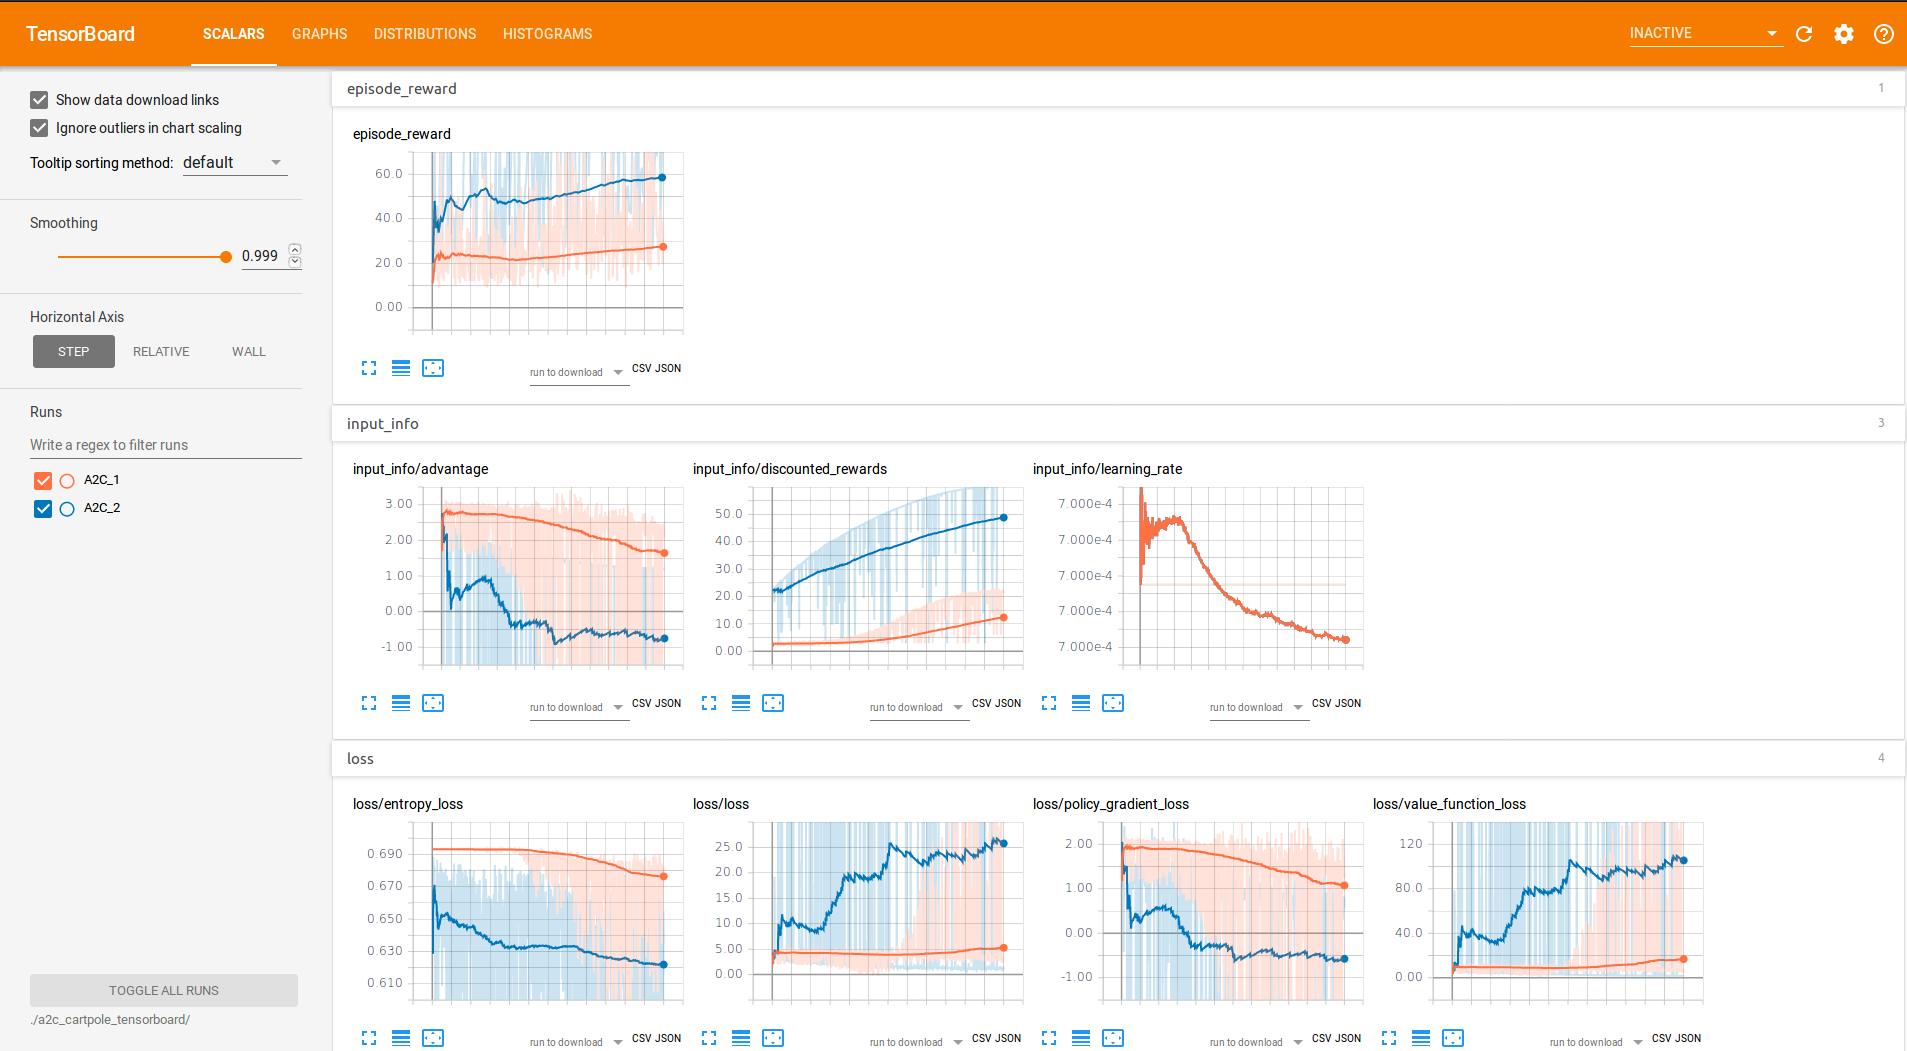 TensorBoard SCALARS GRAPHS DISTRIBUTIONS HISTOGRAMS INACTIVE
Show data download links
Ignore outliers in chart scaling
Tooltip sorting method: default
Smoothing
0.999
Horizontal Axis
STEP RELATIVE WALL
Runs
Write a regex to filter runs
A2C_1
A2C_2
TOGGLE ALL RUNS
./a2c_cartpole_tensorboard/
episode_reward 1
episode_reward
60.0
40.0
20.0
0.00
run to download CSV JSON
input_info 3
input_info/advantage
3.00
2.00
1.00
0.00
-1.00
run to download CSV JSON
input_info/discounted_rewards
50.0
40.0
30.0
20.0
10.0
0.00
run to download CSV JSON
input_info/learning_rate
7.000e-4
7.000e-4
7.000e-4
7.000e-4
7.000e-4
run to download CSV JSON
loss 4
loss/entropy_loss
0.690
0.670
0.650
0.630
0.610
run to download CSV JSON
loss/loss
25.0
20.0
15.0
10.0
5.00
0.00
run to download CSV JSON
loss/policy_gradient_loss
2.00
1.00
0.00
-1.00
run to download CSV JSON
loss/value_function_loss
120
80.0
40.0
0.00
run to download CSV JSON